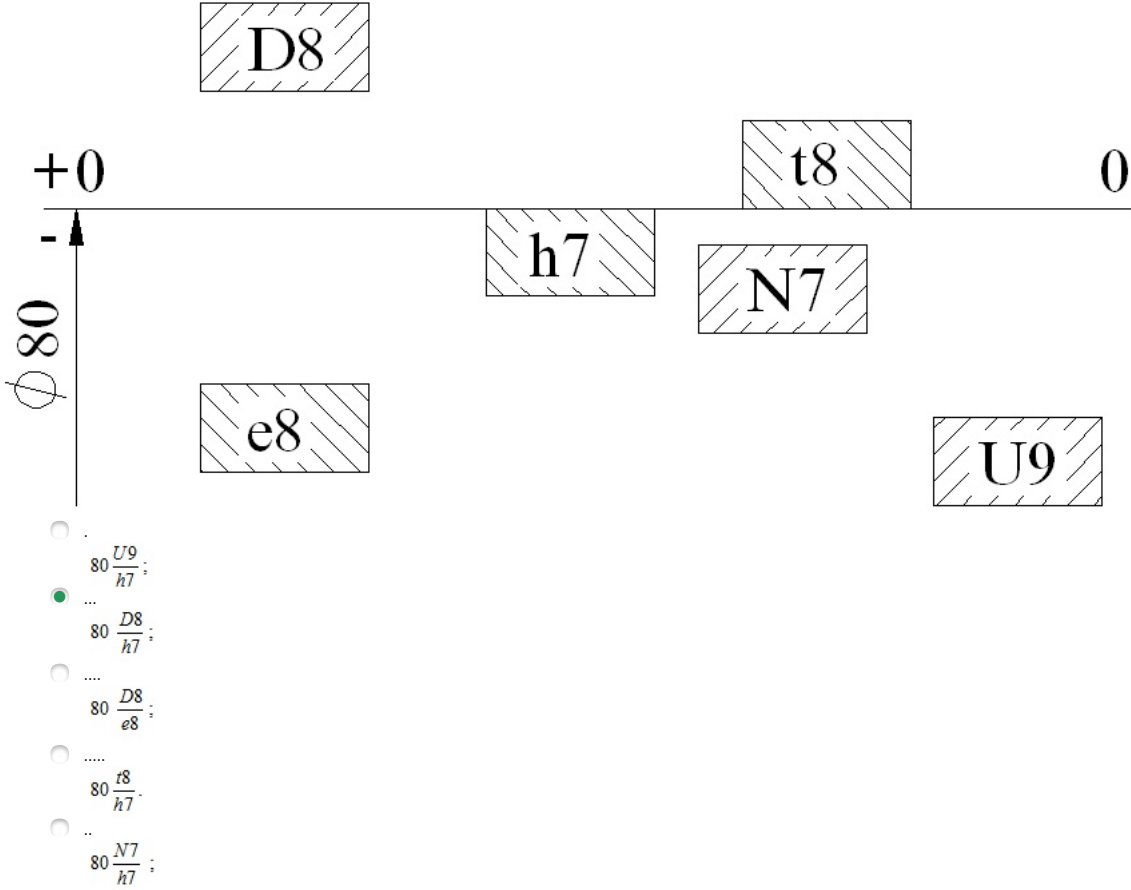 D8
t8
+0 0
-
h7
N7
⌀80
e8
U9
.
80 U9/h7 ;
...
80 D8/h7 ;
....
80 D8/e8 ;
.....
80 t8/h7 .
..
80 N7/h7 ;